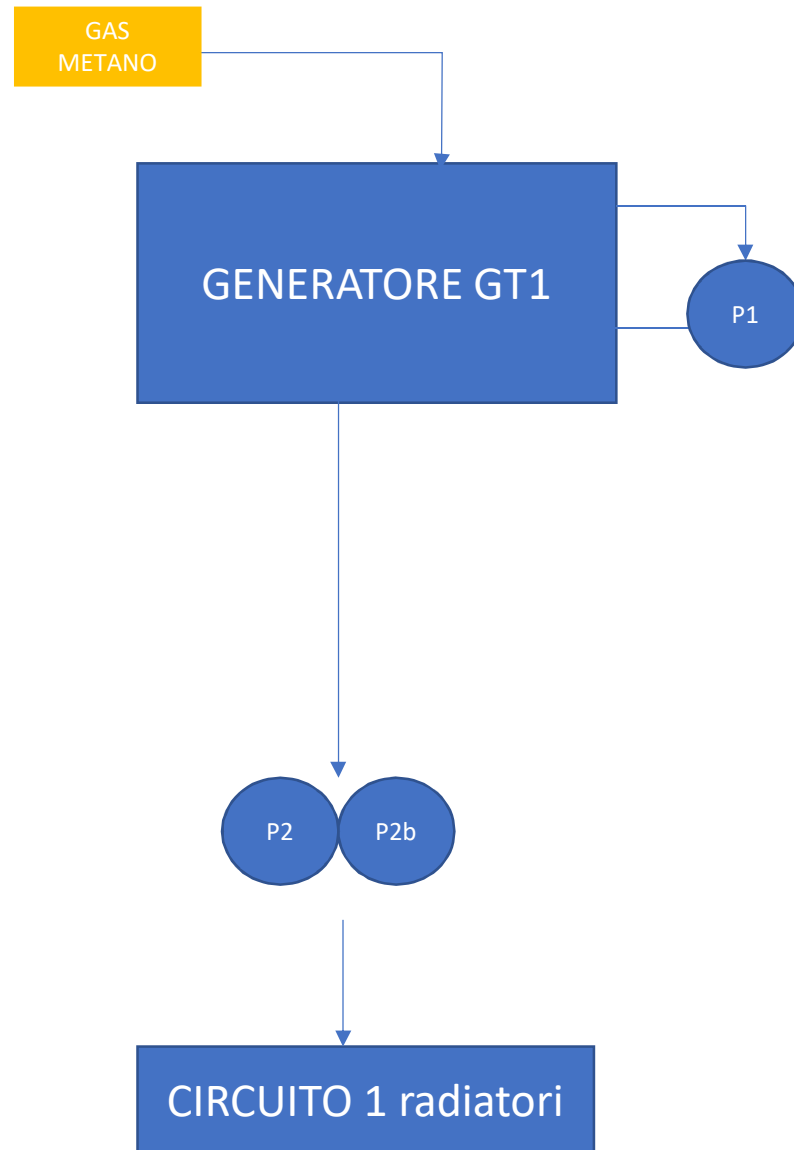 GAS
METANO
GENERATORE GT1
P1
P2
P2b
CIRCUITO 1 radiatori